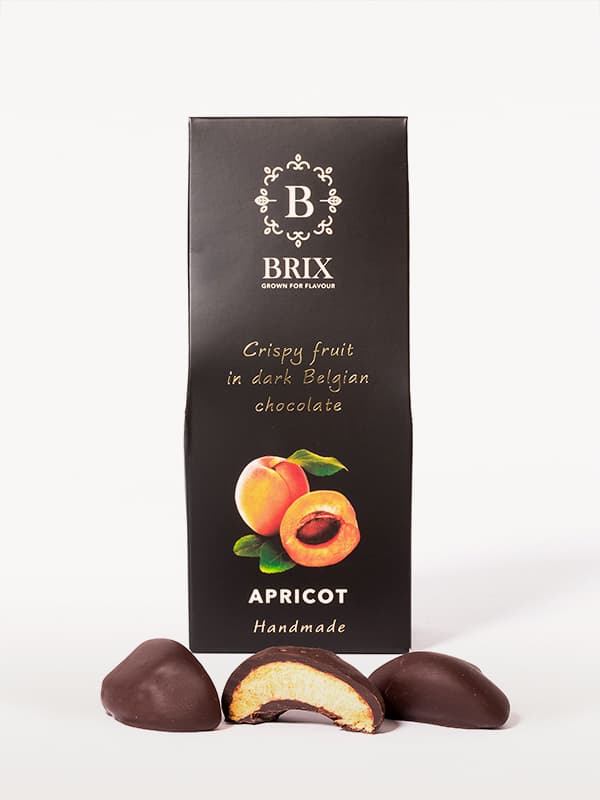 B
BRIX
GROWN FOR FLAVOUR
Crispy fruit
in dark Belgian
chocolate
APRICOT
Handmade